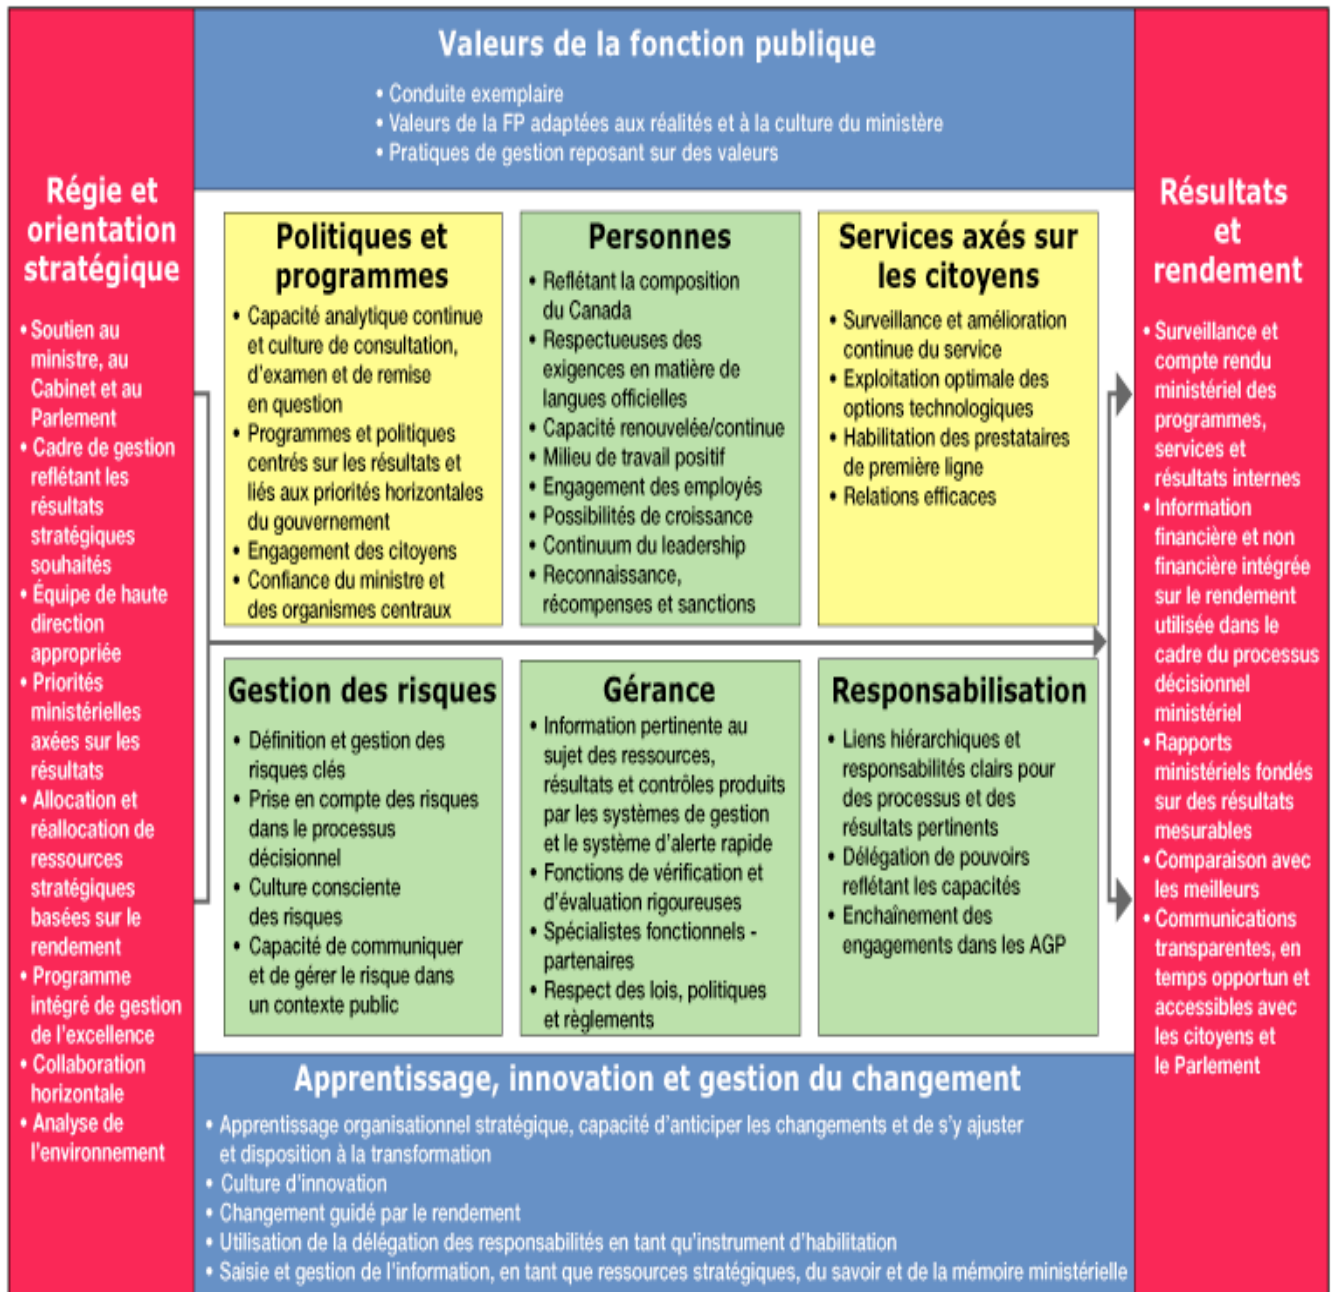 Valeurs de la fonction publique
• Conduite exemplaire
• Valeurs de la FP adaptées aux réalités et à la culture du ministère
• Pratiques de gestion reposant sur des valeurs
Régie et
orientation
stratégique
• Soutien au
ministre, au
Cabinet et au
Parlement
• Cadre de gestion
reflétant les
résultats
stratégiques
souhaités
• Équipe de haute
direction
appropriée
• Priorités
ministérielles
axées sur les
résultats
• Allocation et
réallocation de
ressources
stratégiques
basées sur le
rendement
• Programme
intégré de gestion
de l'excellence
• Collaboration
horizontale
• Analyse de
l'environnement
Politiques et
programmes
• Capacité analytique continue
et culture de consultation,
d'examen et de remise
en question
• Programmes et politiques
centrés sur les résultats et
liés aux priorités horizontales
du gouvernement
• Engagement des citoyens
• Confiance du ministre et
des organismes centraux
Personnes
• Reflétant la composition
du Canada
• Respectueuses des
exigences en matière de
langues officielles
• Capacité renouvelée/continue
• Milieu de travail positif
• Engagement des employés
• Possibilités de croissance
• Continuum du leadership
• Reconnaissance,
récompenses et sanctions
Services axés sur
les citoyens
• Surveillance et amélioration
continue du service
• Exploitation optimale des
options technologiques
• Habilitation des prestataires
de première ligne
• Relations efficaces
Gestion des risques
• Définition et gestion des
risques clés
• Prise en compte des risques
dans le processus
décisionnel
• Culture consciente
des risques
• Capacité de communiquer
et de gérer le risque dans
un contexte public
Gérance
• Information pertinente au
sujet des ressources,
résultats et contrôles produits
par les systèmes de gestion
et le système d'alerte rapide
• Fonctions de vérification et
d'évaluation rigoureuses
• Spécialistes fonctionnels -
partenaires
• Respect des lois, politiques
et règlements
Responsabilisation
• Liens hiérarchiques et
responsabilités clairs pour
des processus et des
résultats pertinents
• Délégation de pouvoirs
reflétant les capacités
• Enchaînement des
engagements dans les AGP
Résultats
et
rendement
• Surveillance et
compte rendu
ministériel des
programmes,
services et
résultats internes
• Information
financière et non
financière intégrée
sur le rendement
utilisée dans le
cadre du processus
décisionnel
ministériel
• Rapports
ministériels fondés
sur des résultats
mesurables
• Comparaison avec
les meilleurs
• Communications
transparentes, en
temps opportun et
accessibles avec
les citoyens et
le Parlement
Apprentissage, innovation et gestion du changement
• Apprentissage organisationnel stratégique, capacité d'anticiper les changements et de s'y ajuster
et disposition à la transformation
• Culture d'innovation
• Changement guidé par le rendement
• Utilisation de la délégation des responsabilités en tant qu'instrument d'habilitation
• Saisie et gestion de l'information, en tant que ressources stratégiques, du savoir et de la mémoire ministérielle